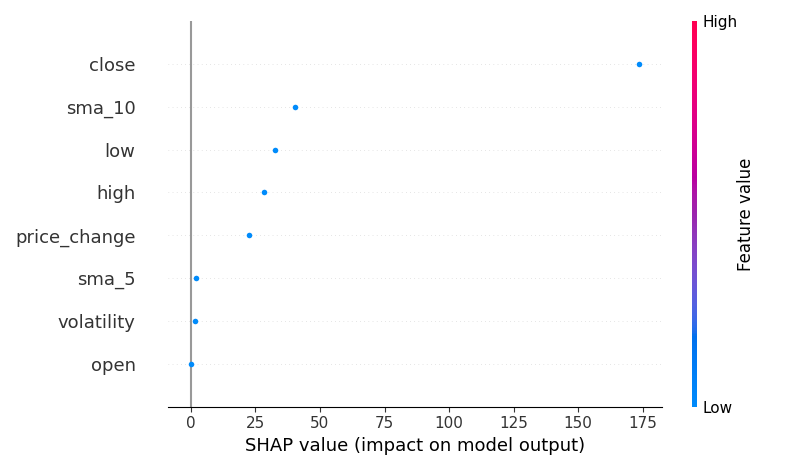 High
close
sma_10
low
high
price_change
sma_5
volatility
open
Feature value
Low
0 25 50 75 100 125 150 175
SHAP value (impact on model output)